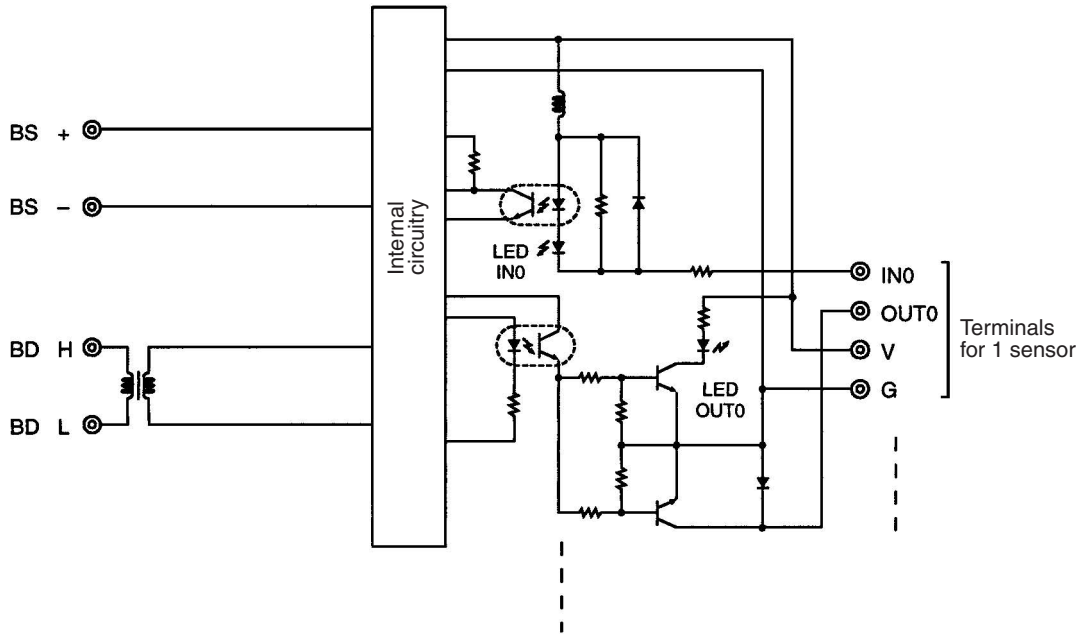 BS +
BS −
BD H
BD L
Internal
circuitry
LED
IN0
LED
OUT0
IN0
OUT0
V
G
Terminals
for 1 sensor